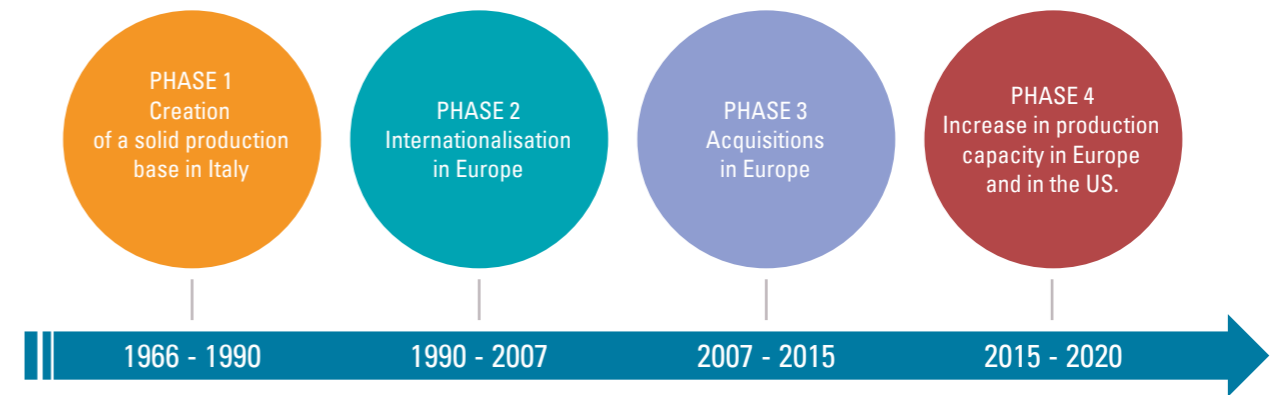 PHASE 1
Creation
of a solid production
base in Italy
PHASE 2
Internationalisation
in Europe
PHASE 3
Acquisitions
in Europe
PHASE 4
Increase in production
capacity in Europe
and in the US.
1966 - 1990
1990 - 2007
2007 - 2015
2015 - 2020